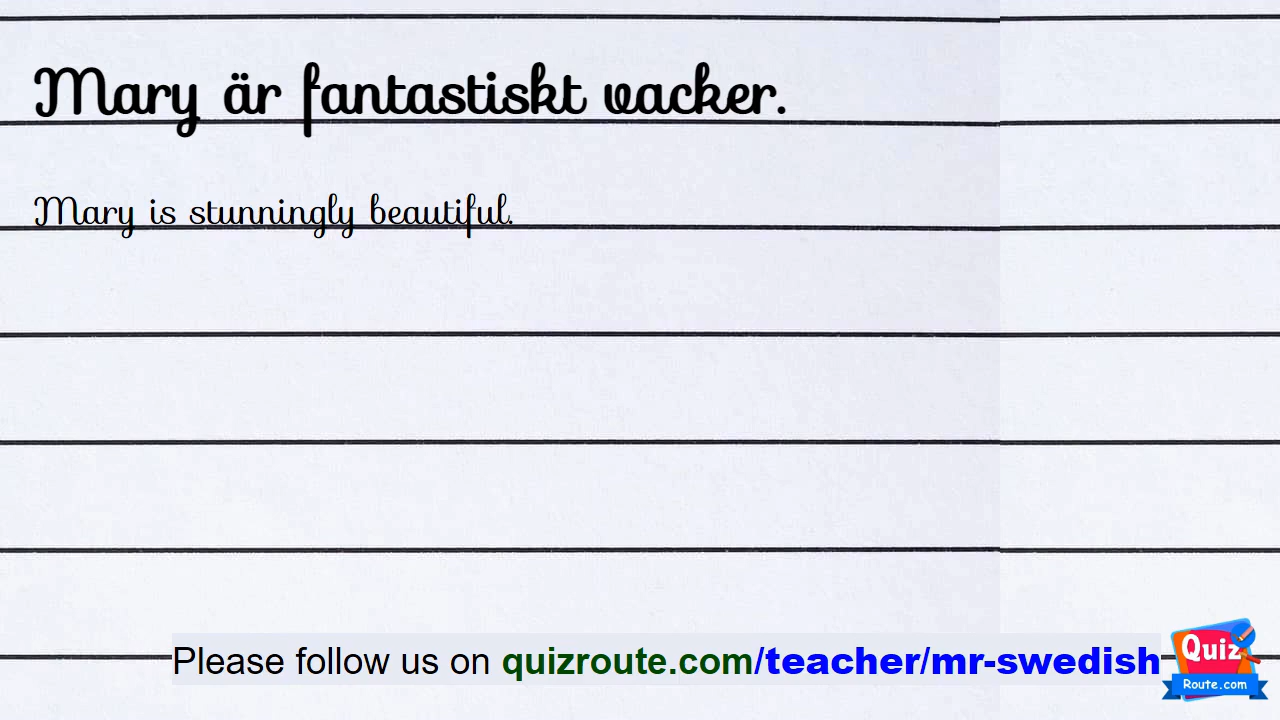 Mary är fantastiskt vacker.
Mary is stunningly beautiful.
Please follow us on quizroute.com/teacher/mr-swedish
Quiz
Route.com